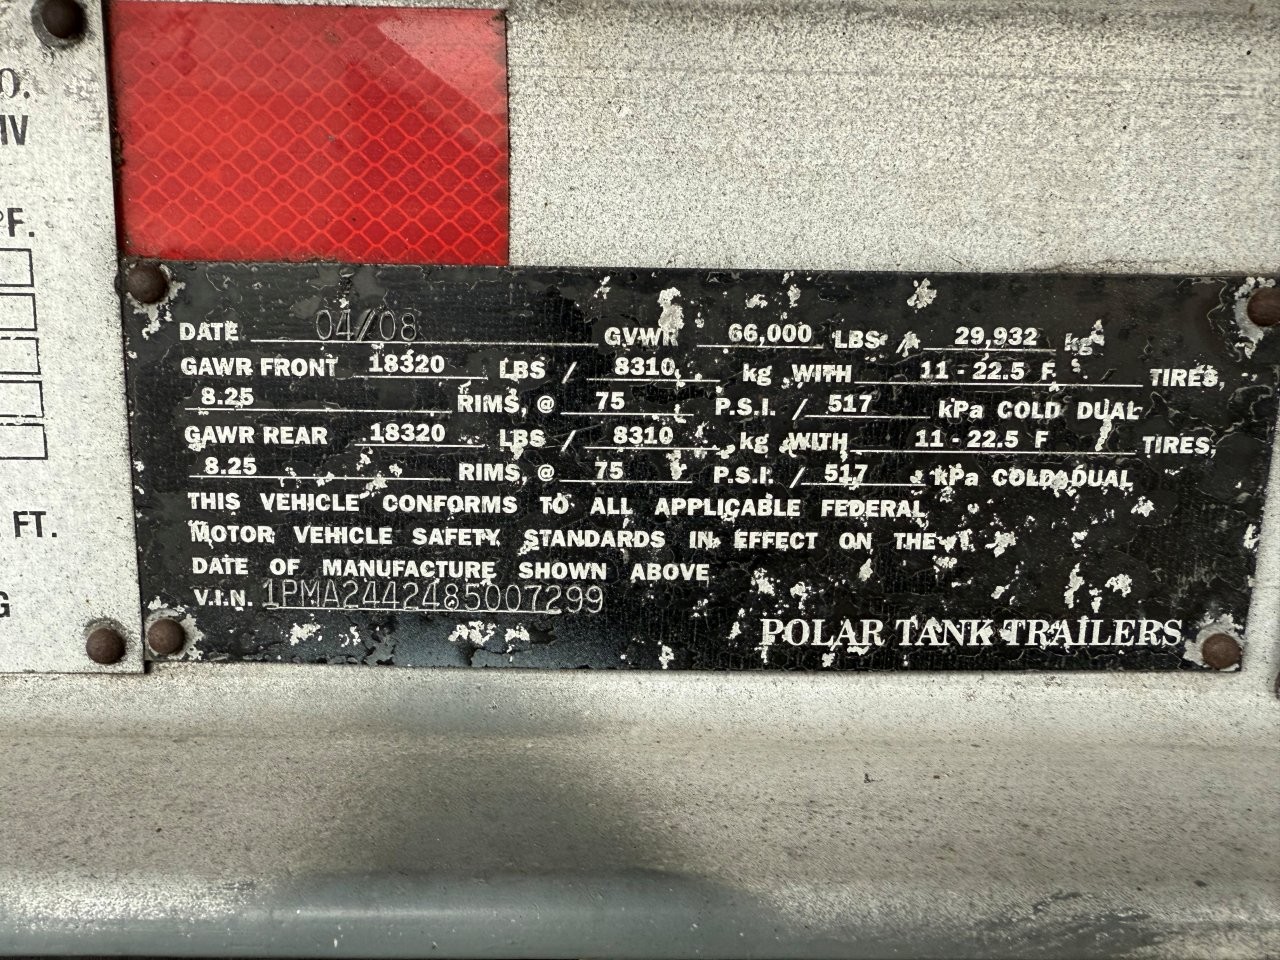 O.
MV
°F.
FT.
G
DATE 04/08 GVWR 66,000 LBS / 29,932 kg
GAWR FRONT 18320 LBS / 8310 kg WITH 11 - 22.5 F TIRES,
8.25 RIMS, @ 75 P.S.I. / 517 kPa COLD DUAL
GAWR REAR 18320 LBS / 8310 kg WITH 11 - 22.5 F TIRES,
8.25 RIMS, @ 75 P.S.I. / 517 kPa COLD DUAL
THIS VEHICLE CONFORMS TO ALL APPLICABLE FEDERAL
MOTOR VEHICLE SAFETY STANDARDS IN EFFECT ON THE
DATE OF MANUFACTURE SHOWN ABOVE
V.I.N. 1PMA2442485007299
POLAR TANK TRAILERS